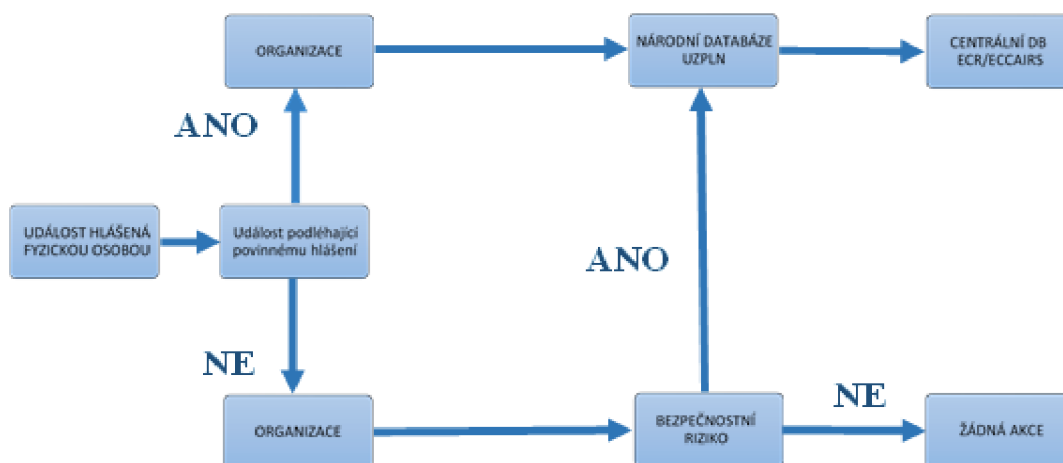 ORGANIZACE
NÁRODNÍ DATABÁZE
UZPLN
CENTRÁLNÍ DB
ECR/ECCAIRS
ANO
UDÁLOST HLÁŠENÁ
FYZICKOU OSOBOU
Událost podléhající
povinnému hlášení
ANO
NE
ORGANIZACE
BEZPEČNOSTNÍ
RIZIKO
NE
ŽÁDNÁ AKCE